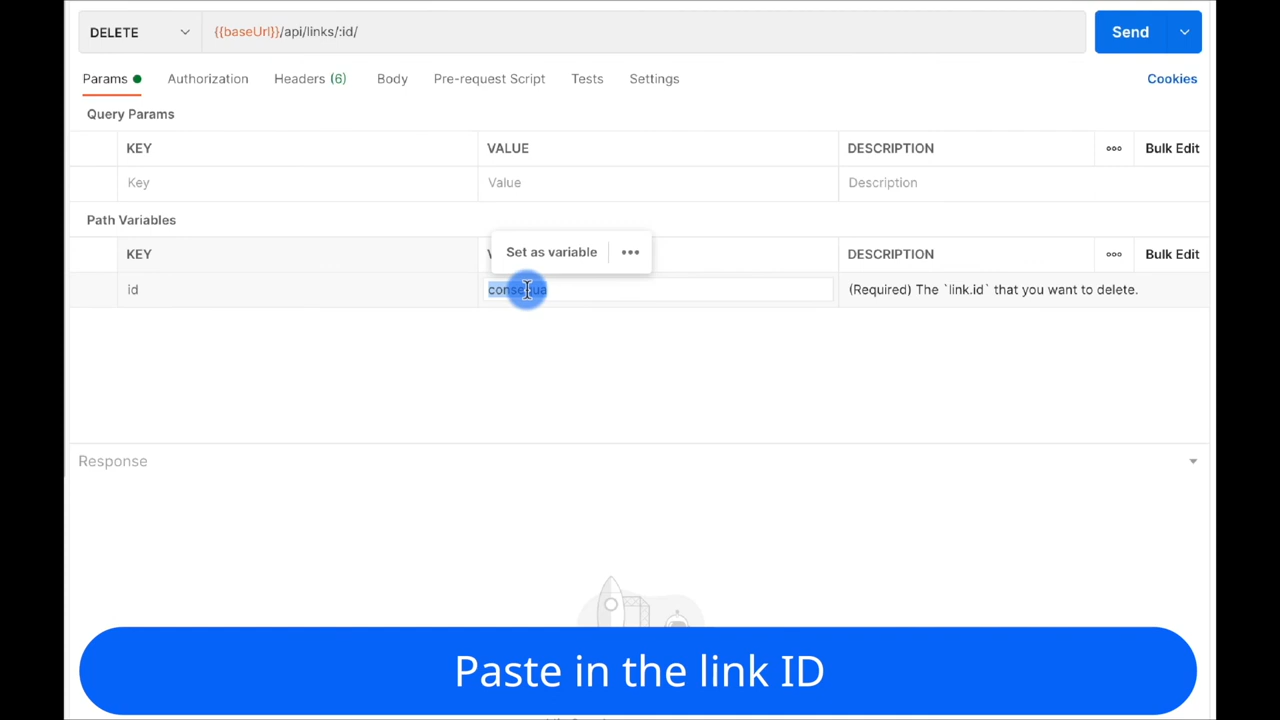 DELETE {{baseUrl}}/api/links/:id/ Send
Params Authorization Headers (6) Body Pre-request Script Tests Settings Cookies
Query Params
KEY VALUE DESCRIPTION Bulk Edit
Key Value Description
Path Variables
Set as variable
KEY DESCRIPTION Bulk Edit
id consequa (Required) The `link.id` that you want to delete.
Response
Paste in the link ID